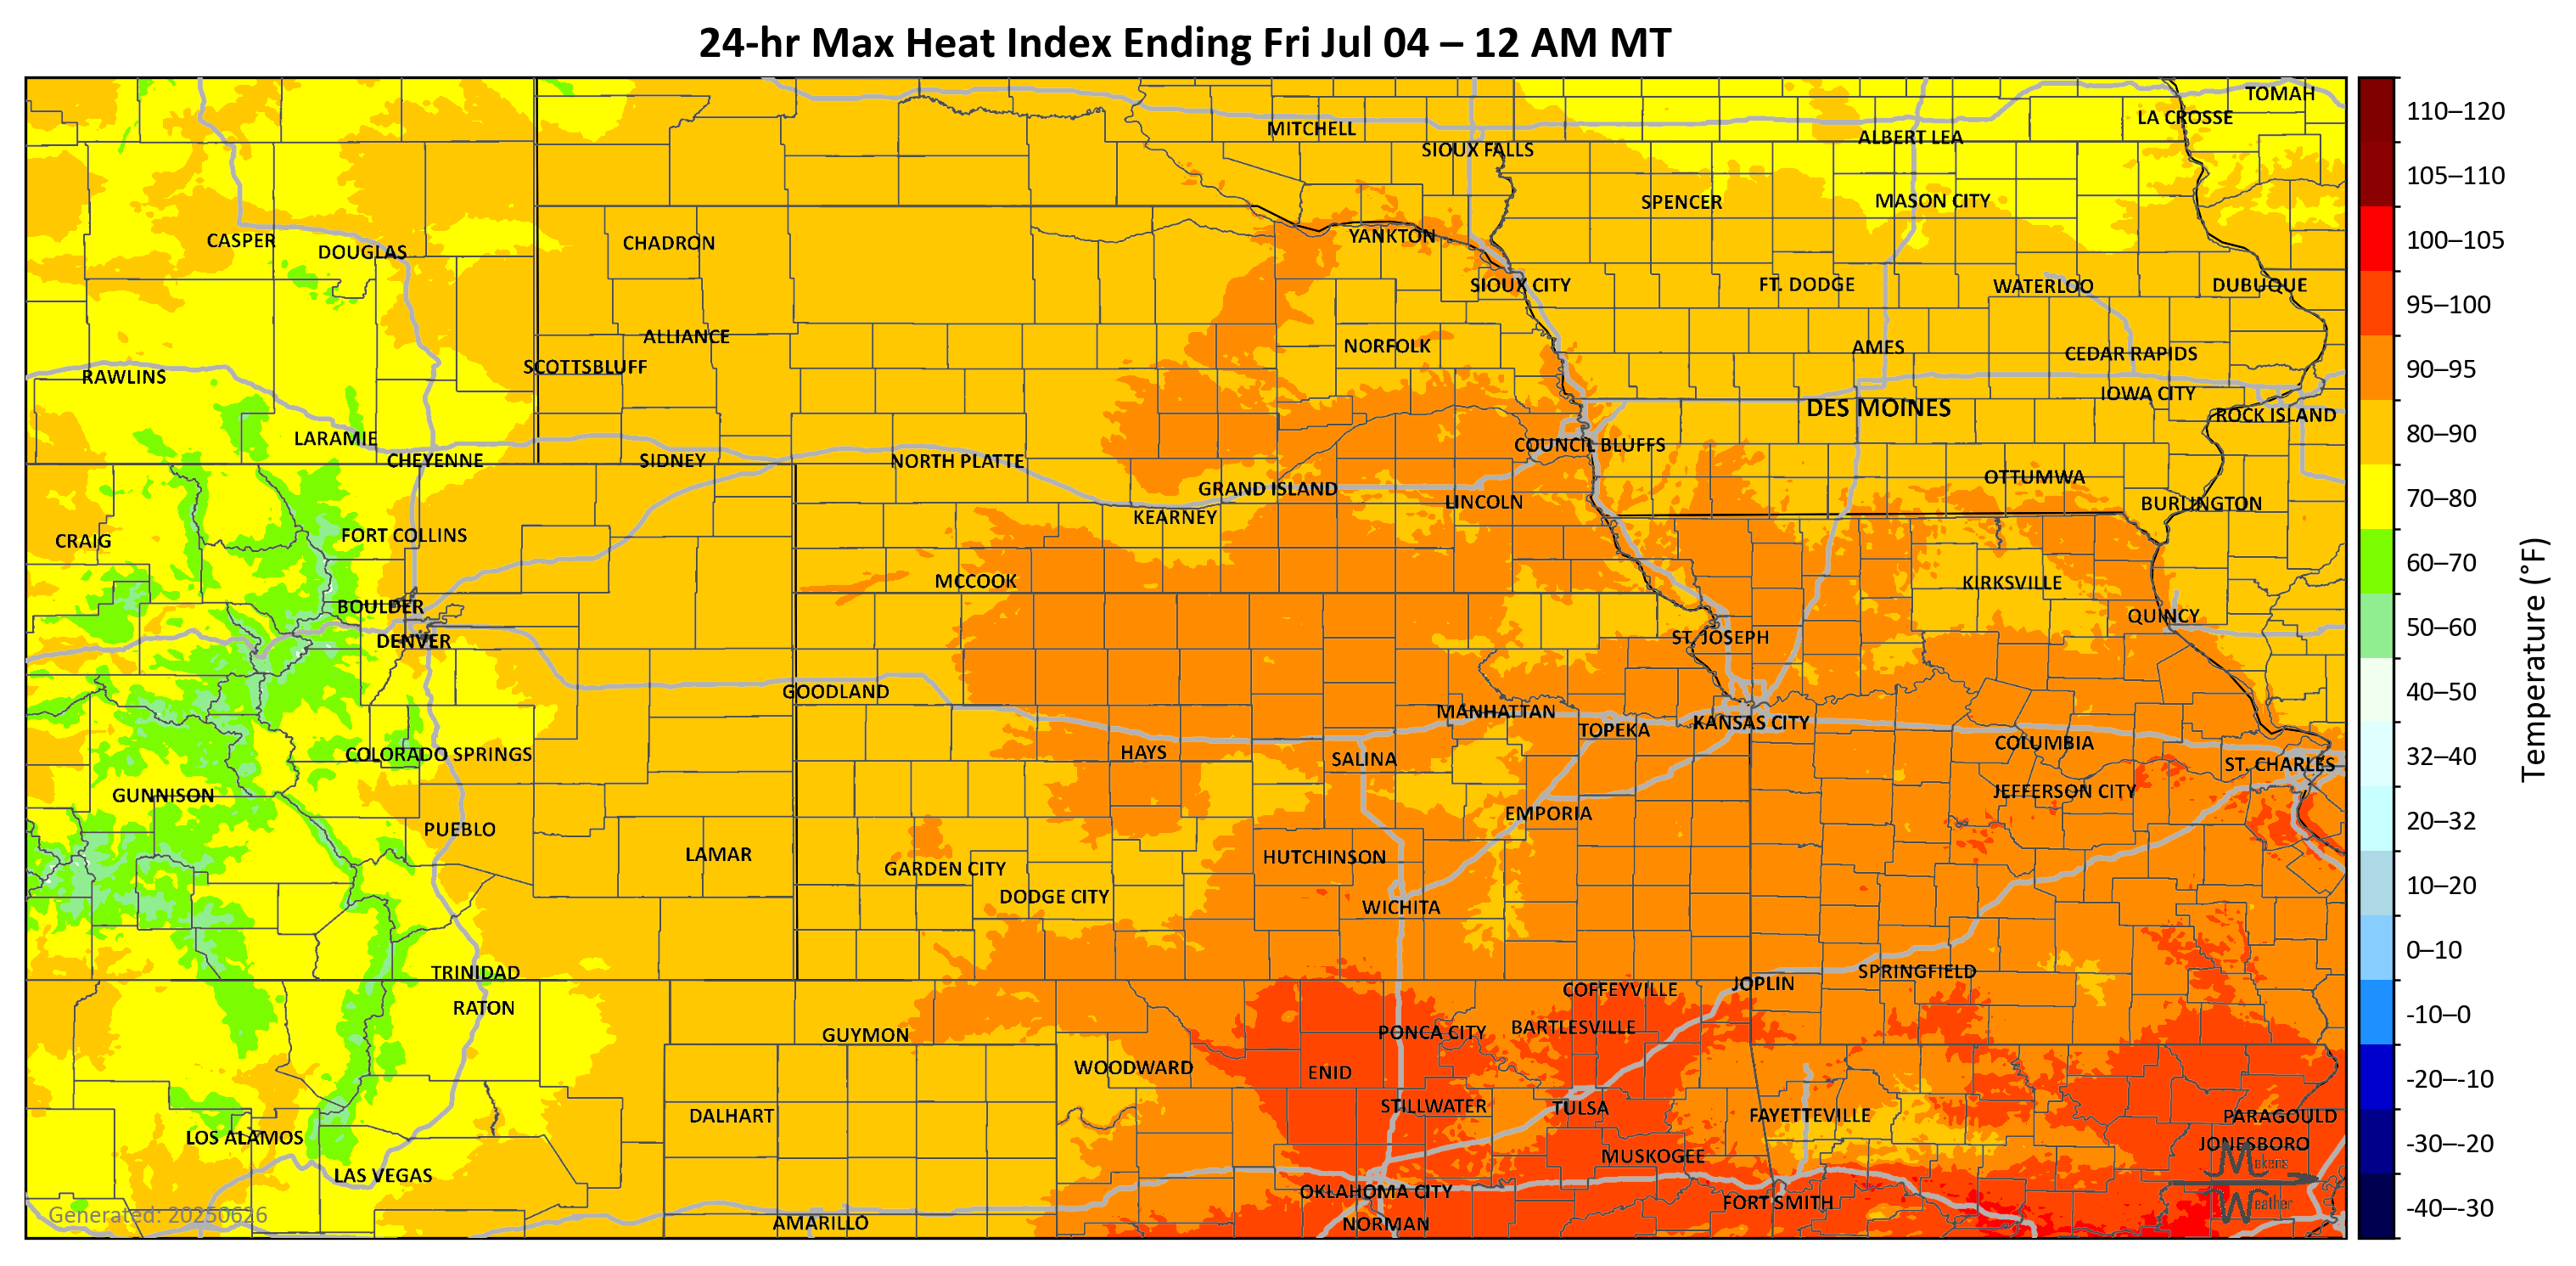 24-hr Max Heat Index Ending Fri Jul 04 – 12 AM MT
TOMAH
LA CROSSE
MITCHELL
ALBERT LEA
SIOUX FALLS
SPENCER
MASON CITY
CASPER
DOUGLAS
CHADRON
YANKTON
SIOUX CITY
FT. DODGE
WATERLOO
DUBUQUE
ALLIANCE
NORFOLK
AMES
CEDAR RAPIDS
SCOTTSBLUFF
RAWLINS
IOWA CITY
DES MOINES
ROCK ISLAND
LARAMIE
COUNCIL BLUFFS
CHEYENNE
SIDNEY
NORTH PLATTE
OTTUMWA
GRAND ISLAND
LINCOLN
BURLINGTON
KEARNEY
FORT COLLINS
CRAIG
MCCOOK
KIRKSVILLE
BOULDER
QUINCY
DENVER
ST. JOSEPH
GOODLAND
MANHATTAN
KANSAS CITY
TOPEKA
COLUMBIA
COLORADO SPRINGS
HAYS
SALINA
ST. CHARLES
GUNNISON
JEFFERSON CITY
EMPORIA
PUEBLO
LAMAR
HUTCHINSON
GARDEN CITY
DODGE CITY
WICHITA
TRINIDAD
SPRINGFIELD
JOPLIN
COFFEYVILLE
RATON
BARTLESVILLE
PONCA CITY
GUYMON
WOODWARD
ENID
STILLWATER
TULSA
DALHART
FAYETTEVILLE
PARAGOULD
LOS ALAMOS
JONESBORO
MUSKOGEE
LAS VEGAS
OKLAHOMA CITY
FORT SMITH
AMARILLO
NORMAN
Generated: 20250626
Makens
Weather
110–120
105–110
100–105
95–100
90–95
80–90
70–80
60–70
50–60
40–50
32–40
20–32
10–20
0–10
-10–0
-20–-10
-30–-20
-40–-30
Temperature (°F)